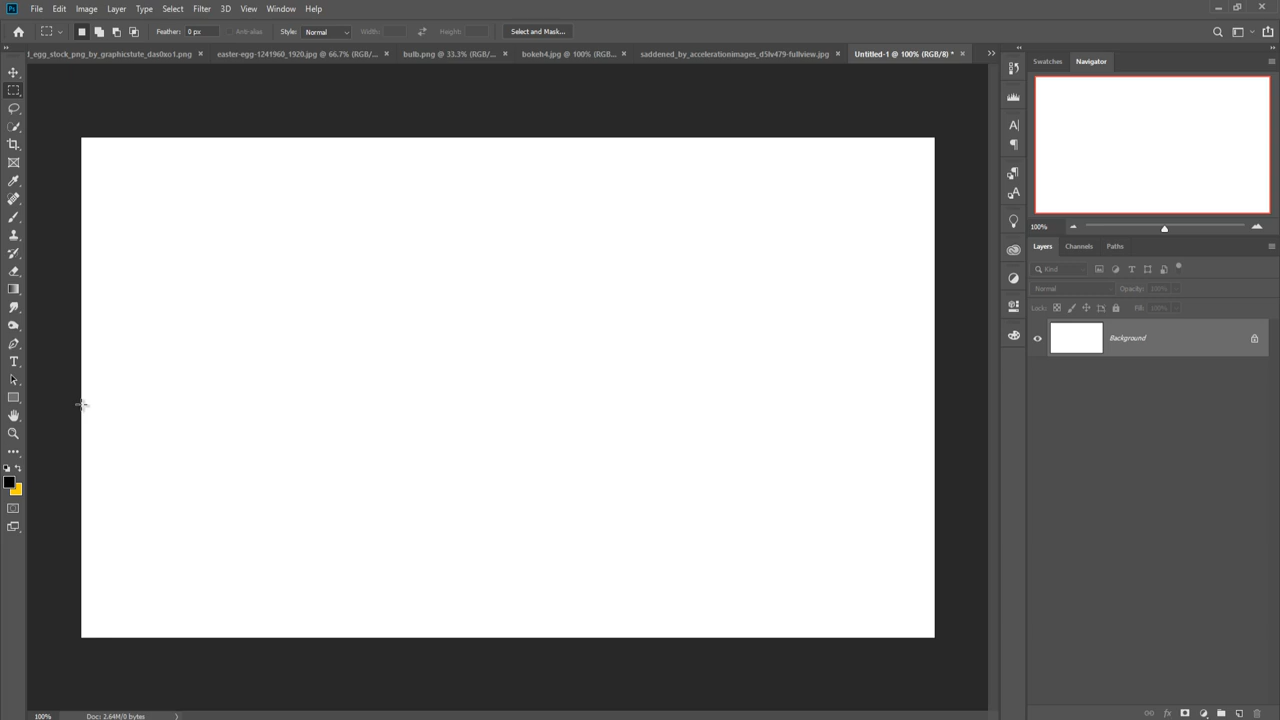 Ps File Edit Image Layer Type Select Filter 3D View Window Help
Feather: 0 px Anti-alias Style: Normal Width: Height: Select and Mask...
l_egg_stock_png_by_graphicstute_das0xo1.png × easter-egg-1241960_1920.jpg @ 66.7% (RGB/... × bulb.png @ 33.3% (RGB/... × bokeh4.jpg @ 100% (RGB... × saddened_by_accelerationimages_d5lv479-fullview.jpg × Untitled-1 @ 100% (RGB/8) * ×
Swatches Navigator
100%
Layers Channels Paths
Kind
Normal Opacity: 100%
Lock: Fill: 100%
Background
100% Doc: 2.64M/0 bytes